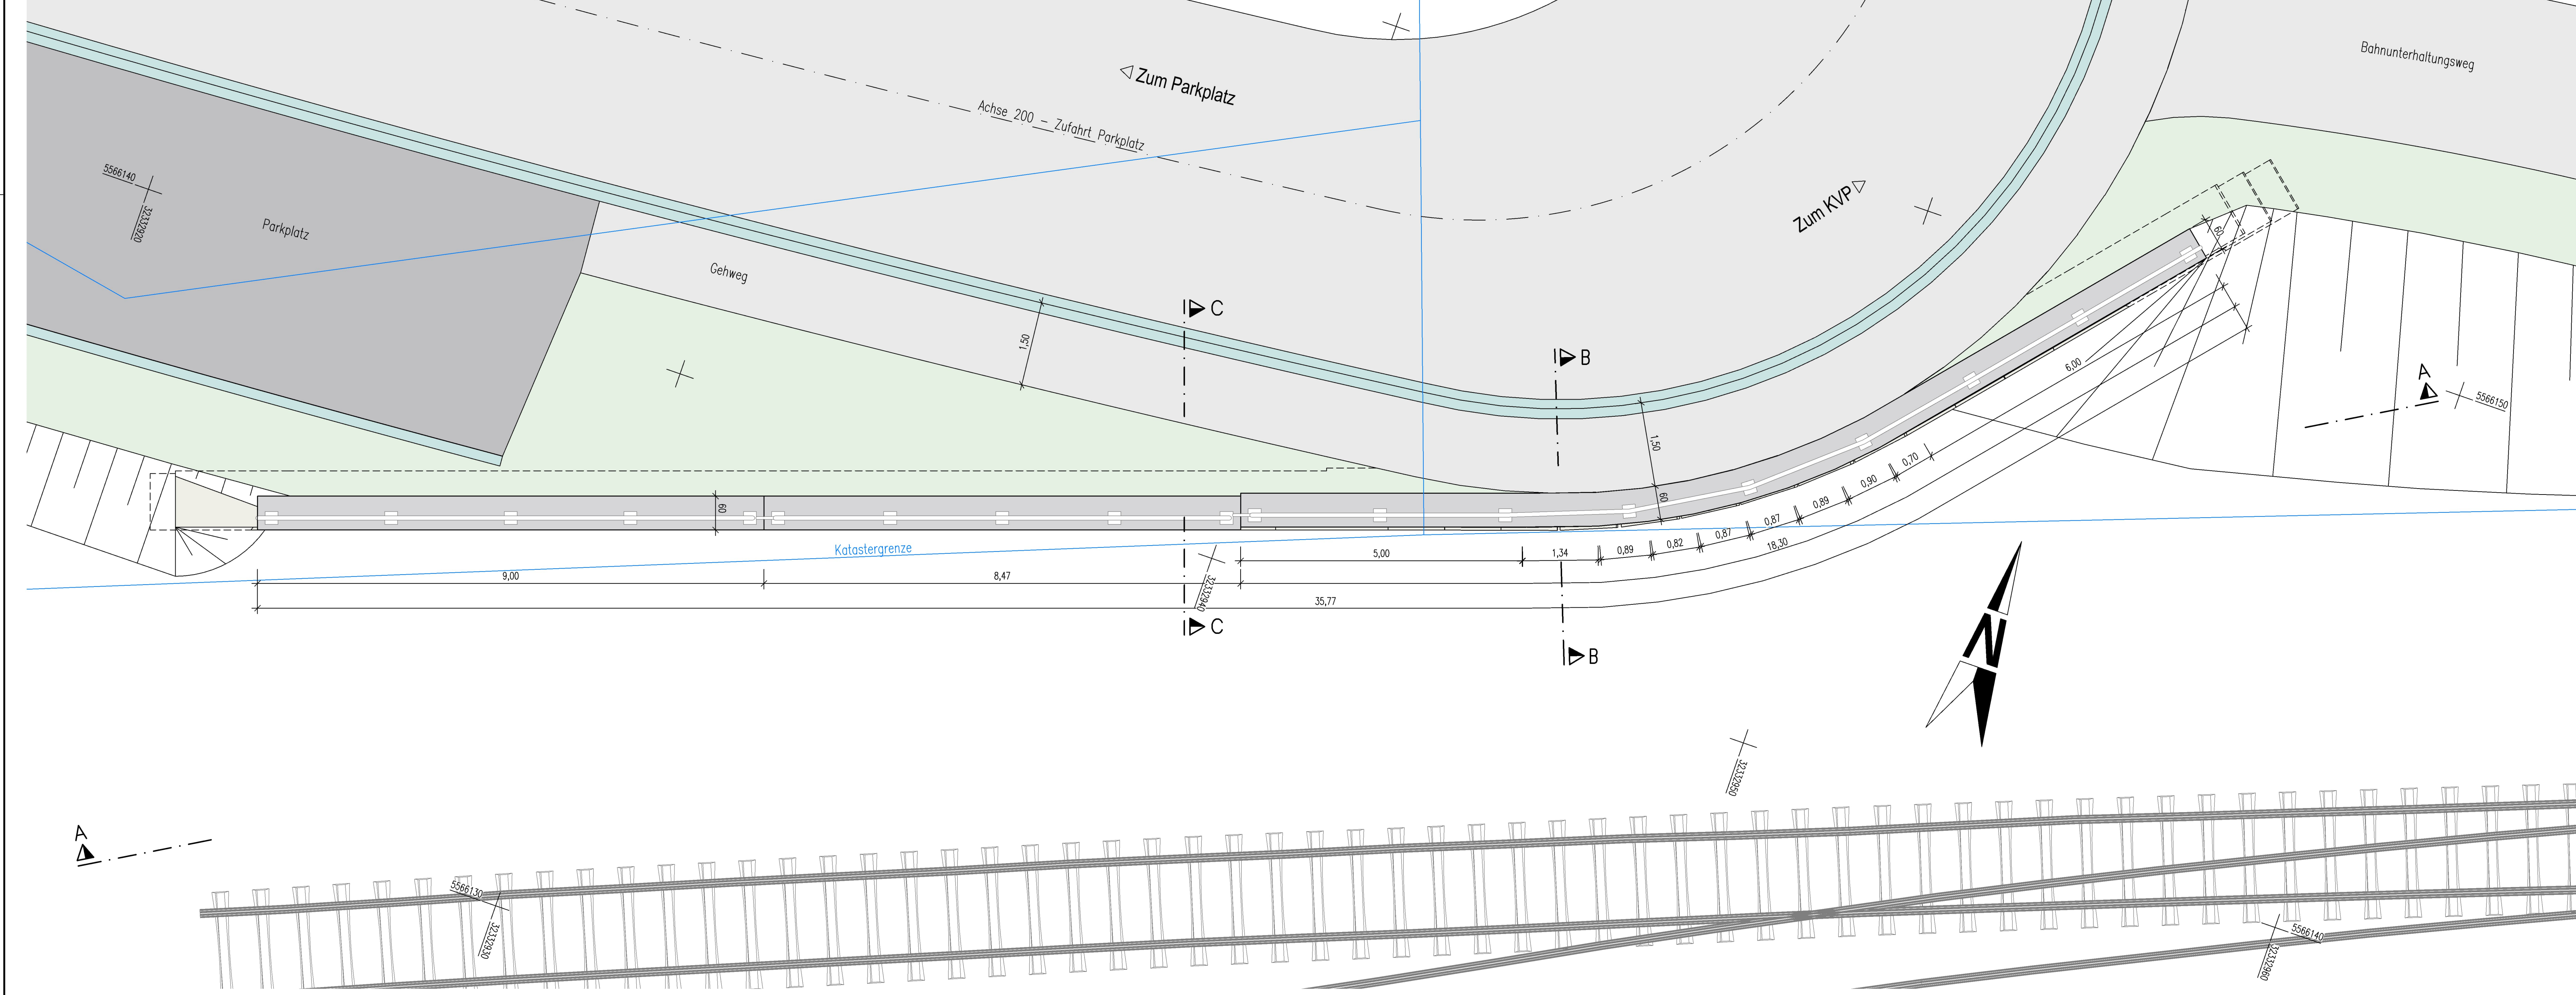 Bahnunterhaltungsweg
Zum Parkplatz
Achse 200 - Zufahrt Parkplatz
5566140
32332920
Parkplatz
Zum KVP
60
Gehweg
C
1,50
B
6,00
A
5566150
1,50
60
60
0,70
0,90
0,89
0,87
0,87
0,82
0,89
1,34
5,00
18,30
Katastergrenze
9,00
8,47
32332940
35,77
C
B
N
32332950
A
5566130
32332930
5566140
32332960